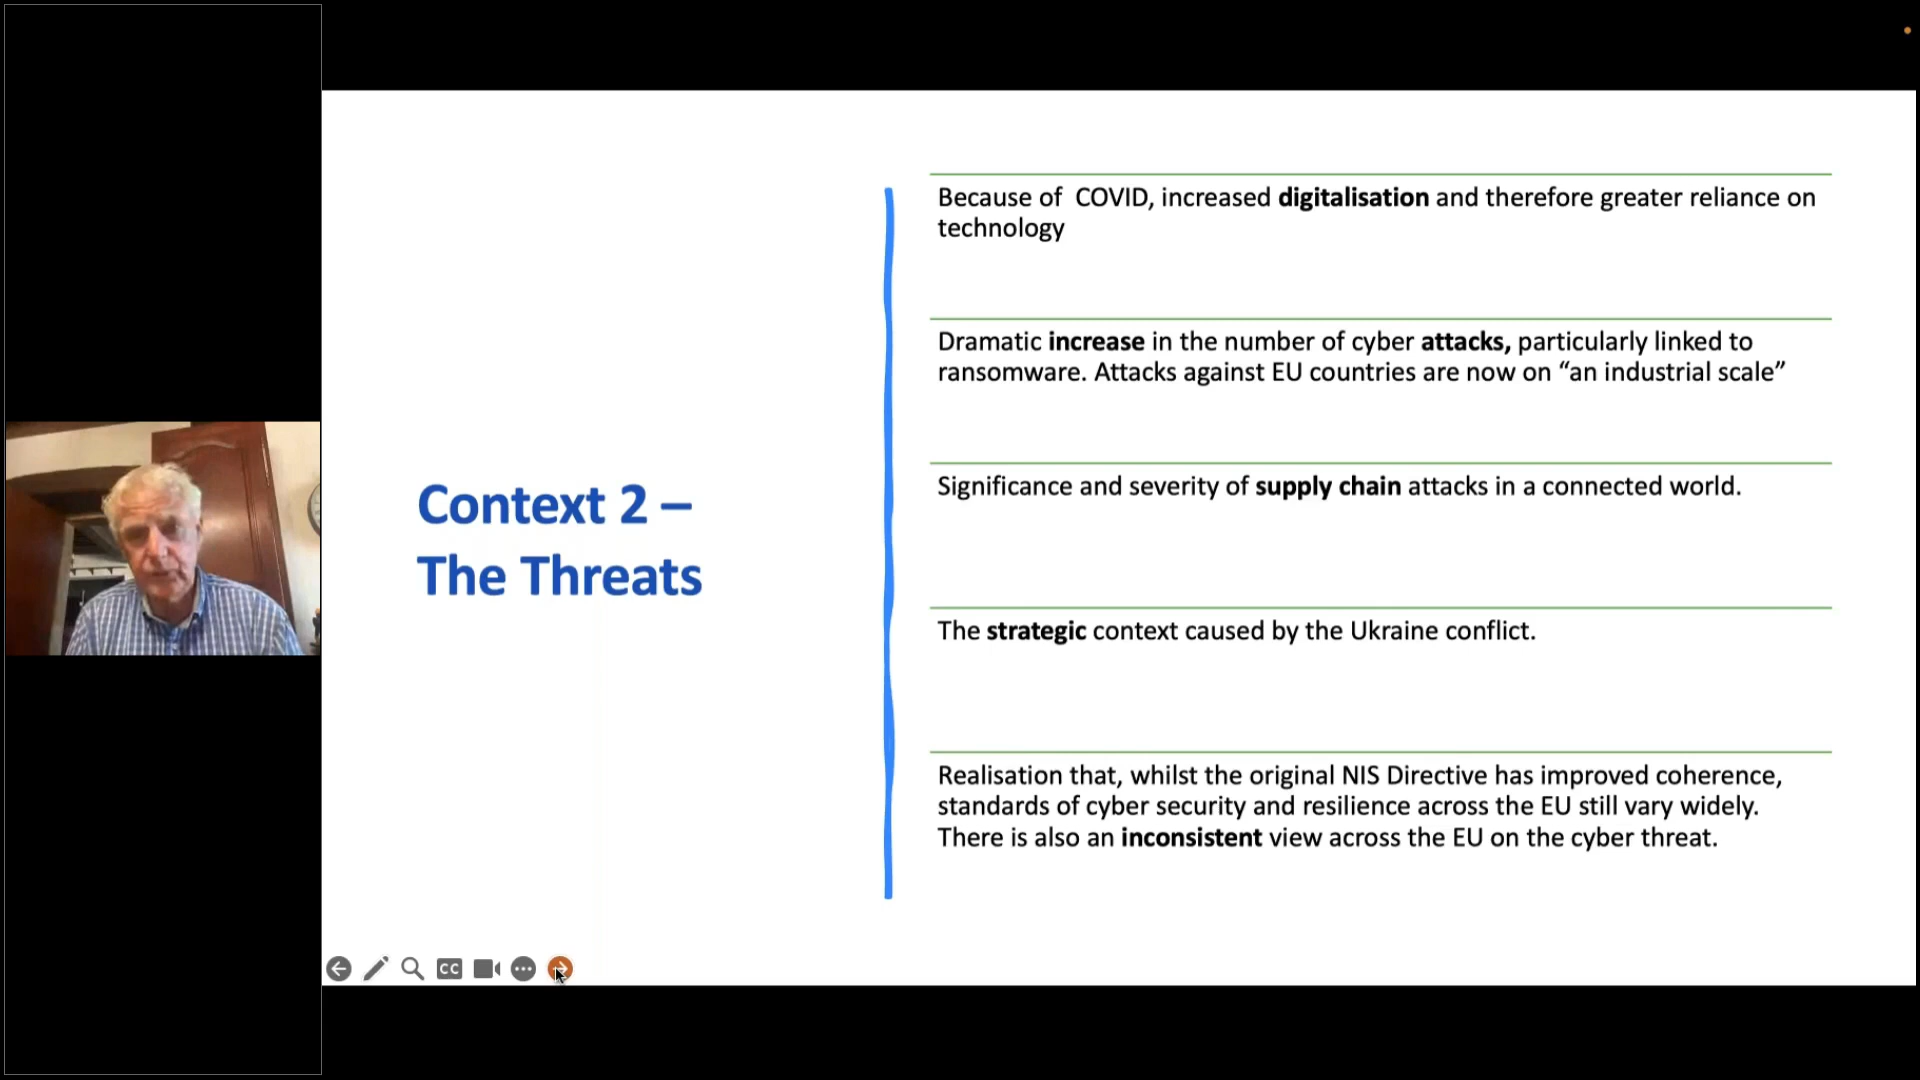 Context 2 –
The Threats
Because of  COVID, increased digitalisation and therefore greater reliance on
technology
Dramatic increase in the number of cyber attacks, particularly linked to
ransomware. Attacks against EU countries are now on “an industrial scale”
Significance and severity of supply chain attacks in a connected world.
The strategic context caused by the Ukraine conflict.
Realisation that, whilst the original NIS Directive has improved coherence,
standards of cyber security and resilience across the EU still vary widely.
There is also an inconsistent view across the EU on the cyber threat.
CC